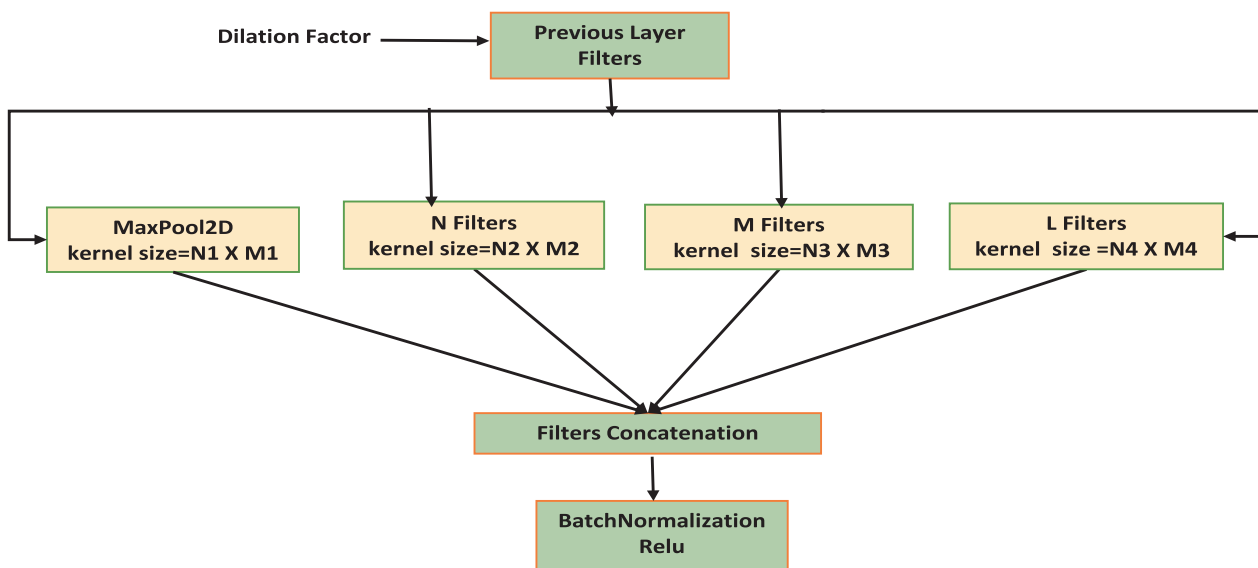 Dilation Factor
Previous Layer
Filters
MaxPool2D
kernel size=N1 X M1
N Filters
kernel size=N2 X M2
M Filters
kernel  size=N3 X M3
L Filters
kernel  size =N4 X M4
Filters Concatenation
BatchNormalization
Relu